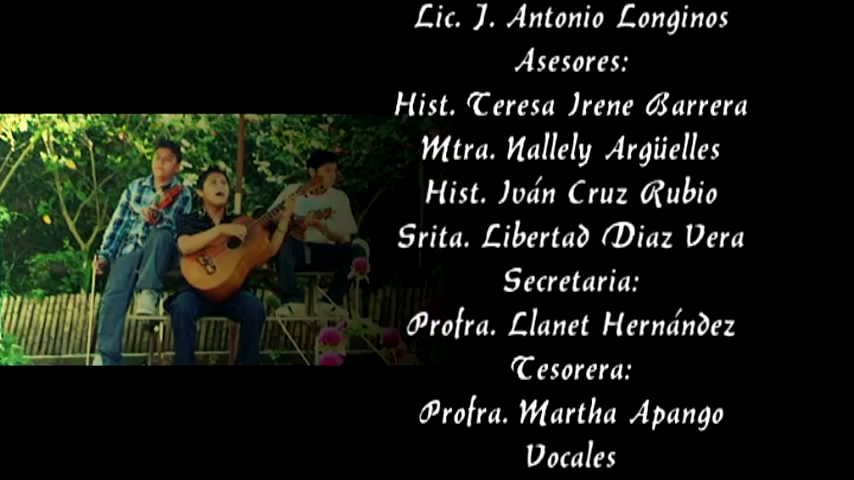 Lic. J. Antonio Longinos
Asesores:
Hist. Teresa Irene Barrera
Mtra. Nallely Argüelles
Hist. Iván Cruz Rubio
Srita. Libertad Diaz Vera
Secretaria:
Profra. Llanet Hernández
Tesorera:
Profra. Martha Apango
Vocales